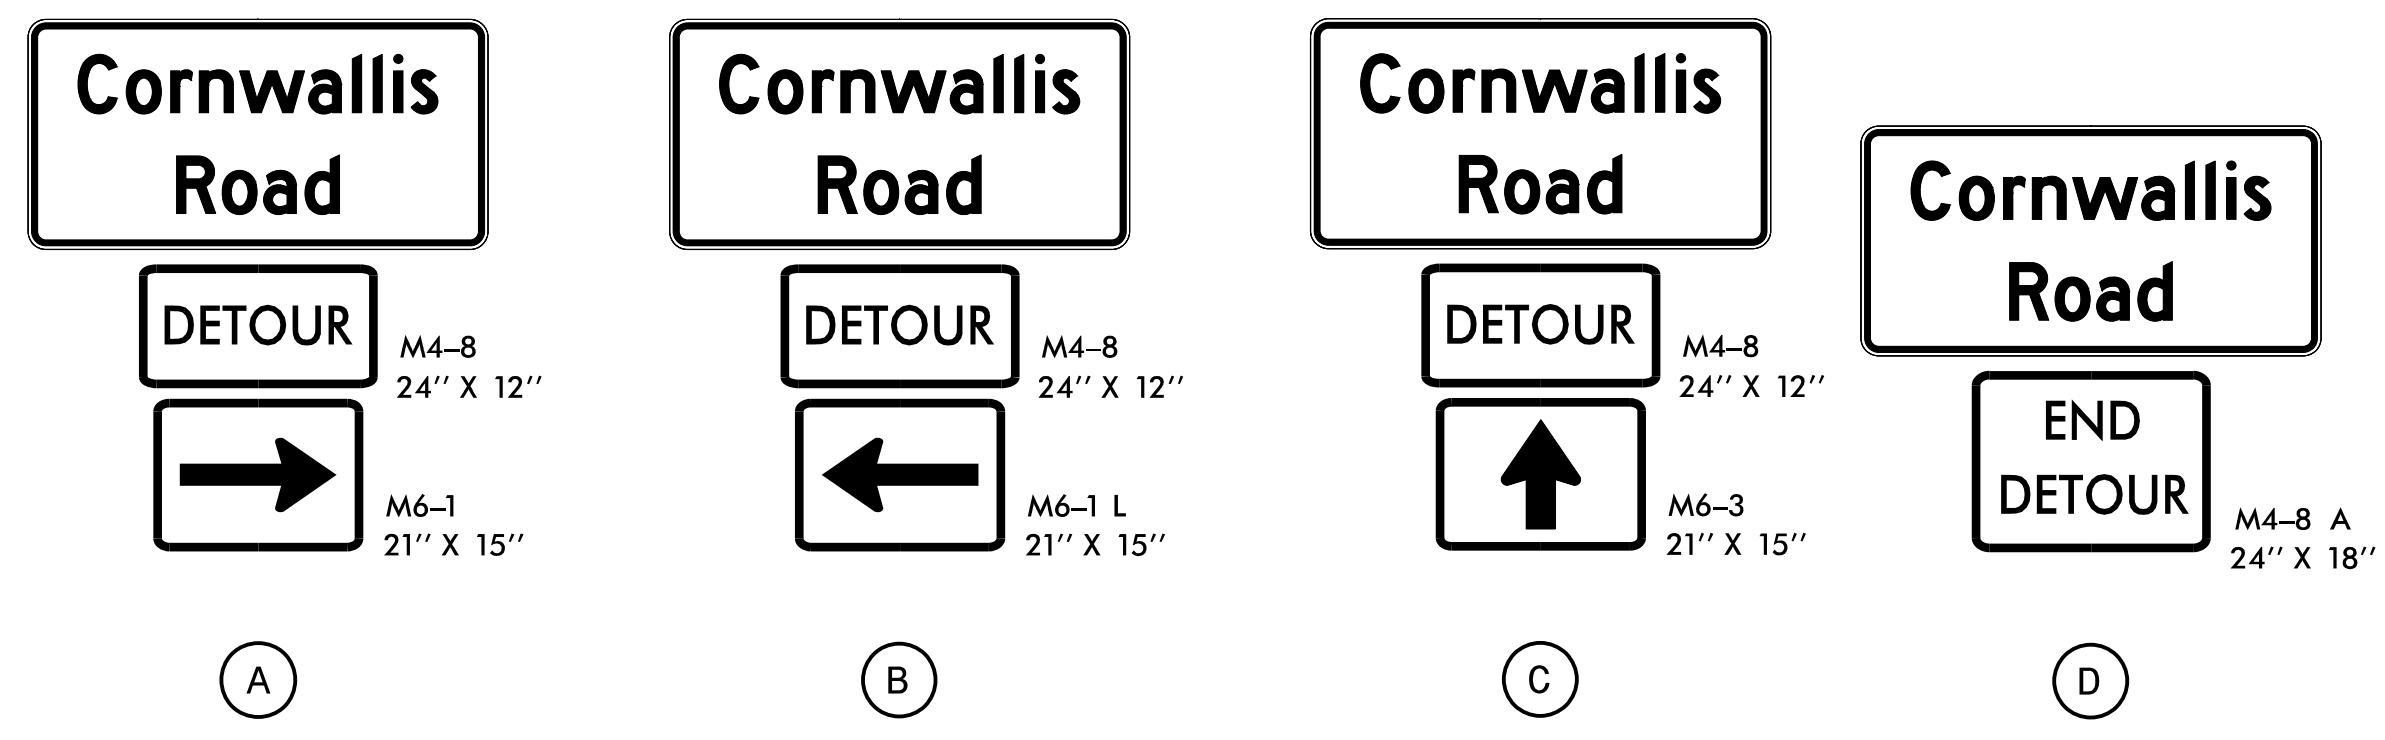 Cornwallis
Road
DETOUR
M4-8
24'' X 12''
M6-1
21'' X 15''
A
Cornwallis
Road
DETOUR
M4-8
24'' X 12''
M6-1 L
21'' X 15''
B
Cornwallis
Road
DETOUR
M4-8
24'' X 12''
M6-3
21'' X 15''
C
Cornwallis
Road
END
DETOUR
M4-8 A
24'' X 18''
D